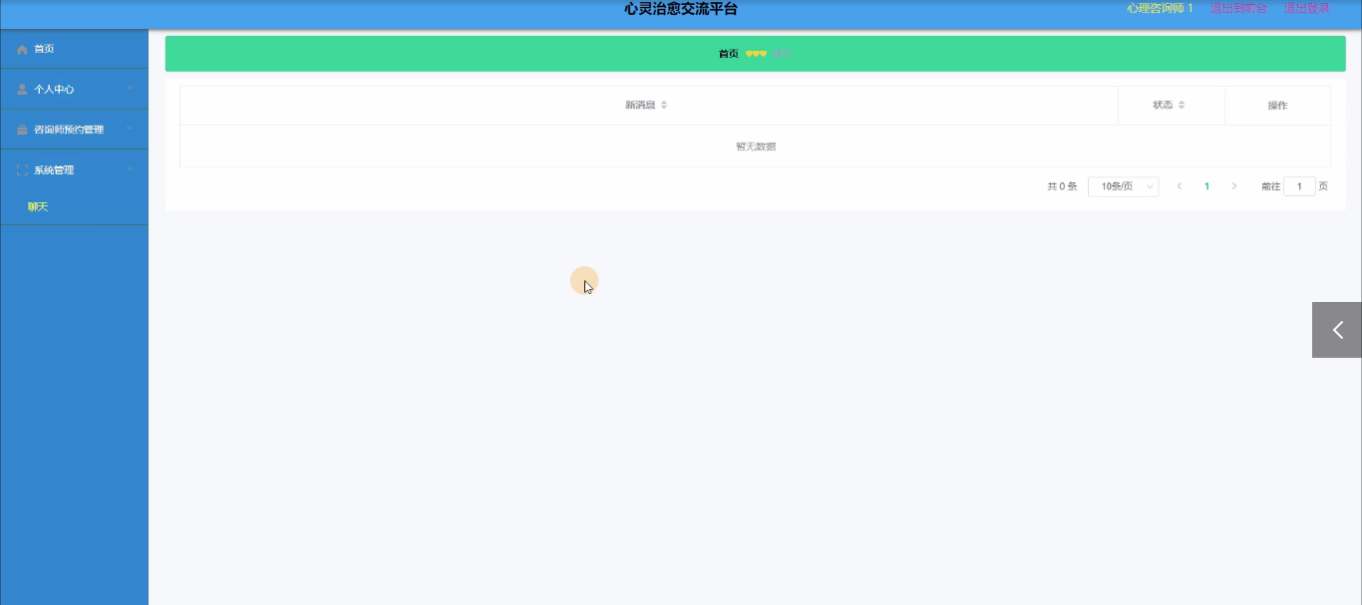 心灵治愈交流平台
心理咨询师 1 退出到前台 退出登录
首页
个人中心
咨询师预约管理
系统管理
聊天
首页
新消息 状态 操作
暂无数据
共 0 条 10条/页 1 前往 1 页